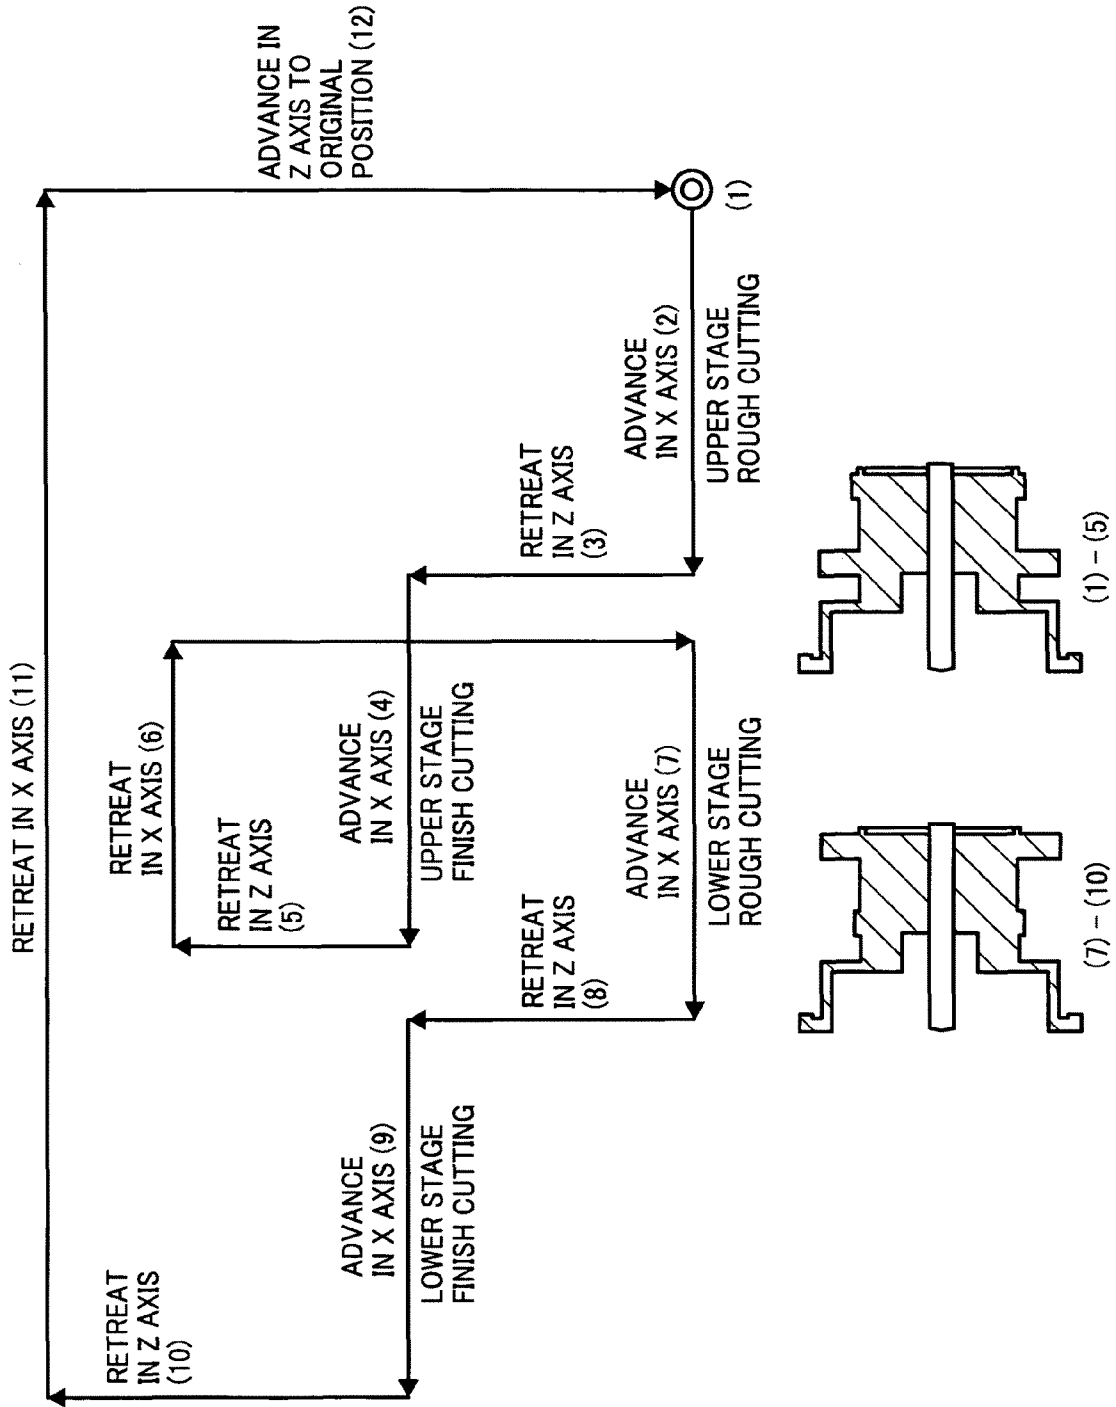 RETREAT IN X AXIS (11)
ADVANCE IN
Z AXIS TO
ORIGINAL
POSITION (12)
RETREAT
IN Z AXIS
(10)
RETREAT
IN X AXIS (6)
RETREAT
IN Z AXIS
(5)
ADVANCE
IN X AXIS (9)
LOWER STAGE
FINISH CUTTING
ADVANCE
IN X AXIS (4)
UPPER STAGE
FINISH CUTTING
RETREAT
IN Z AXIS
(8)
RETREAT
IN Z AXIS
(3)
ADVANCE
IN X AXIS (7)
LOWER STAGE
ROUGH CUTTING
ADVANCE
IN X AXIS (2)
UPPER STAGE
ROUGH CUTTING
(1)
(7) - (10)
(1) - (5)